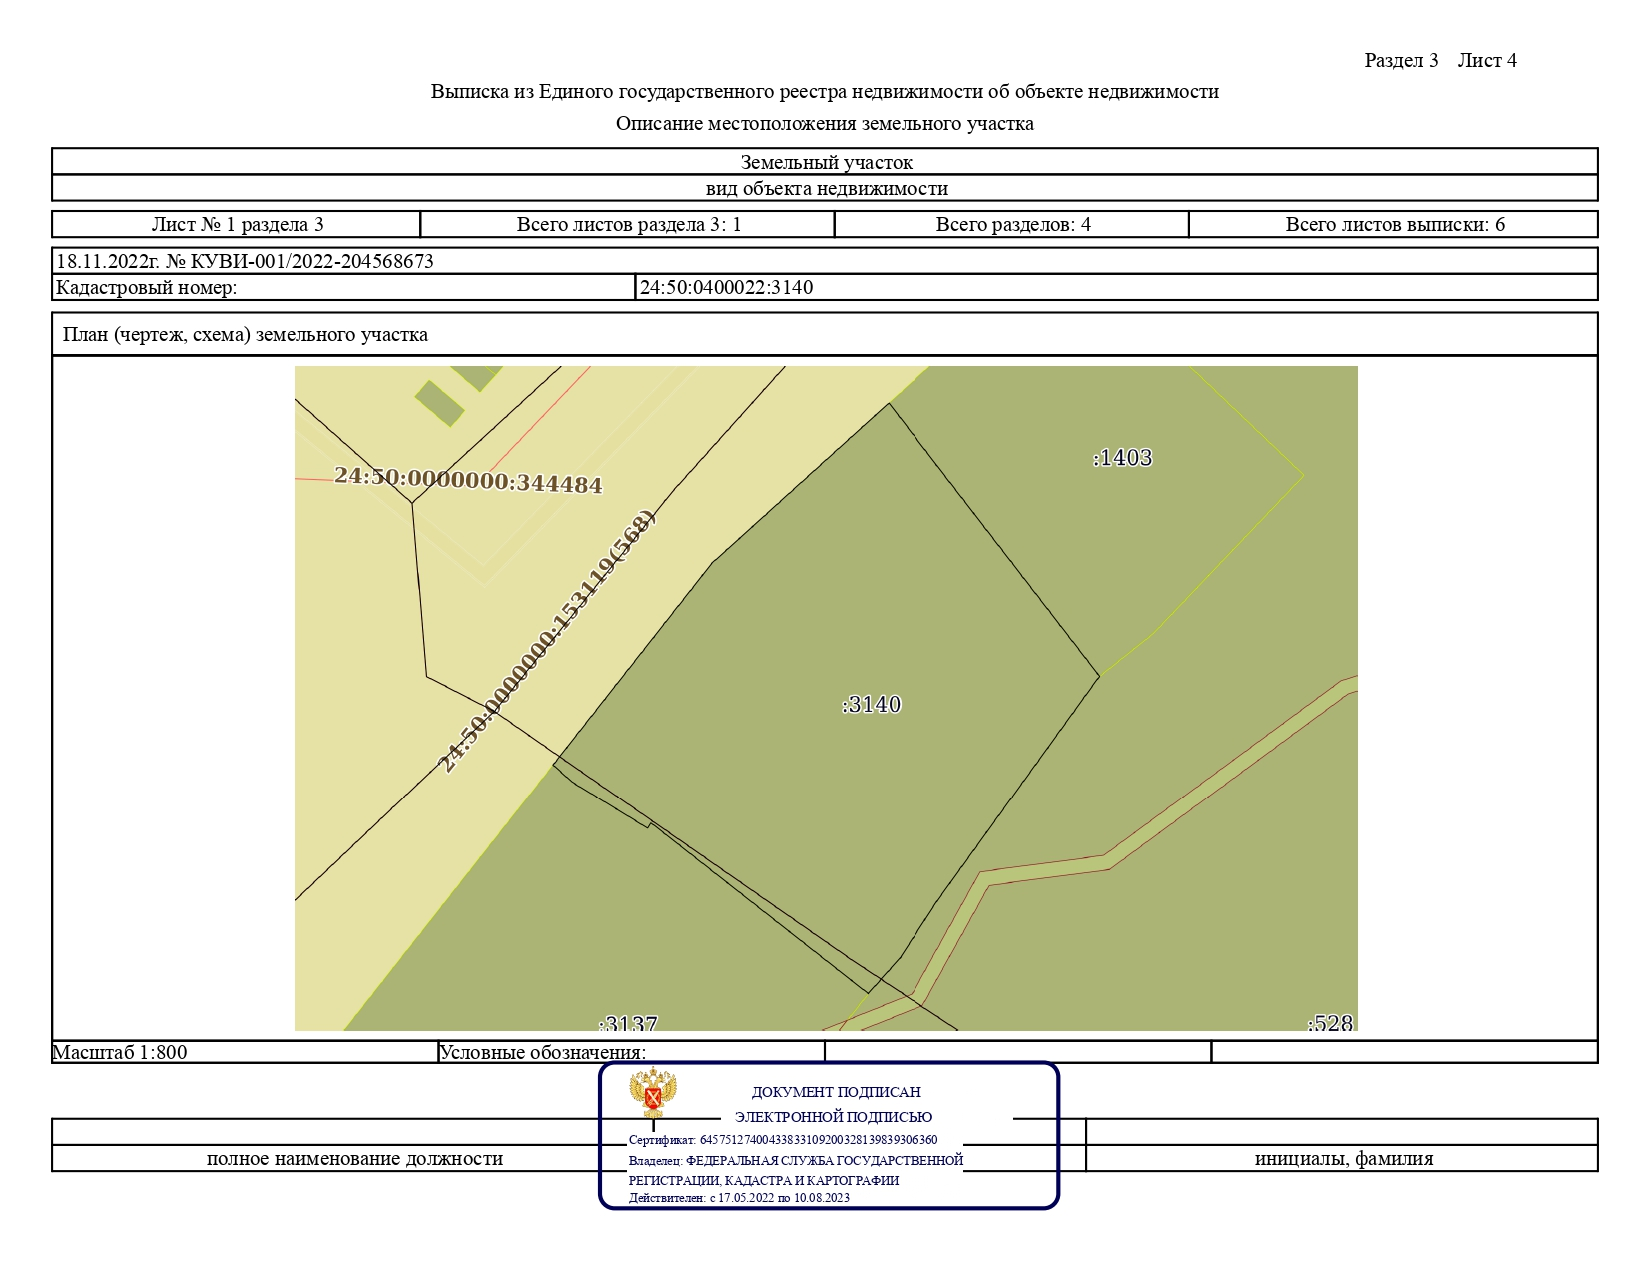 Раздел 3 Лист 4
Выписка из Единого государственного реестра недвижимости об объекте недвижимости
Описание местоположения земельного участка
Земельный участок
вид объекта недвижимости
Лист № 1 раздела 3
Всего листов раздела 3: 1
Всего разделов: 4
Всего листов выписки: 6
18.11.2022г. № КУВИ-001/2022-204568673
Кадастровый номер:
24:50:0400022:3140
План (чертеж, схема) земельного участка
:1403
24:50:0000000:344484
24:50:0000000:153119(568)
:3140
:3137
:528
Масштаб 1:800
Условные обозначения:
ДОКУМЕНТ ПОДПИСАН
ЭЛЕКТРОННОЙ ПОДПИСЬЮ
Сертификат: 64575127400433833109200328139839306360
Владелец: ФЕДЕРАЛЬНАЯ СЛУЖБА ГОСУДАРСТВЕННОЙ
РЕГИСТРАЦИИ, КАДАСТРА И КАРТОГРАФИИ
Действителен: с 17.05.2022 по 10.08.2023
полное наименование должности
инициалы, фамилия